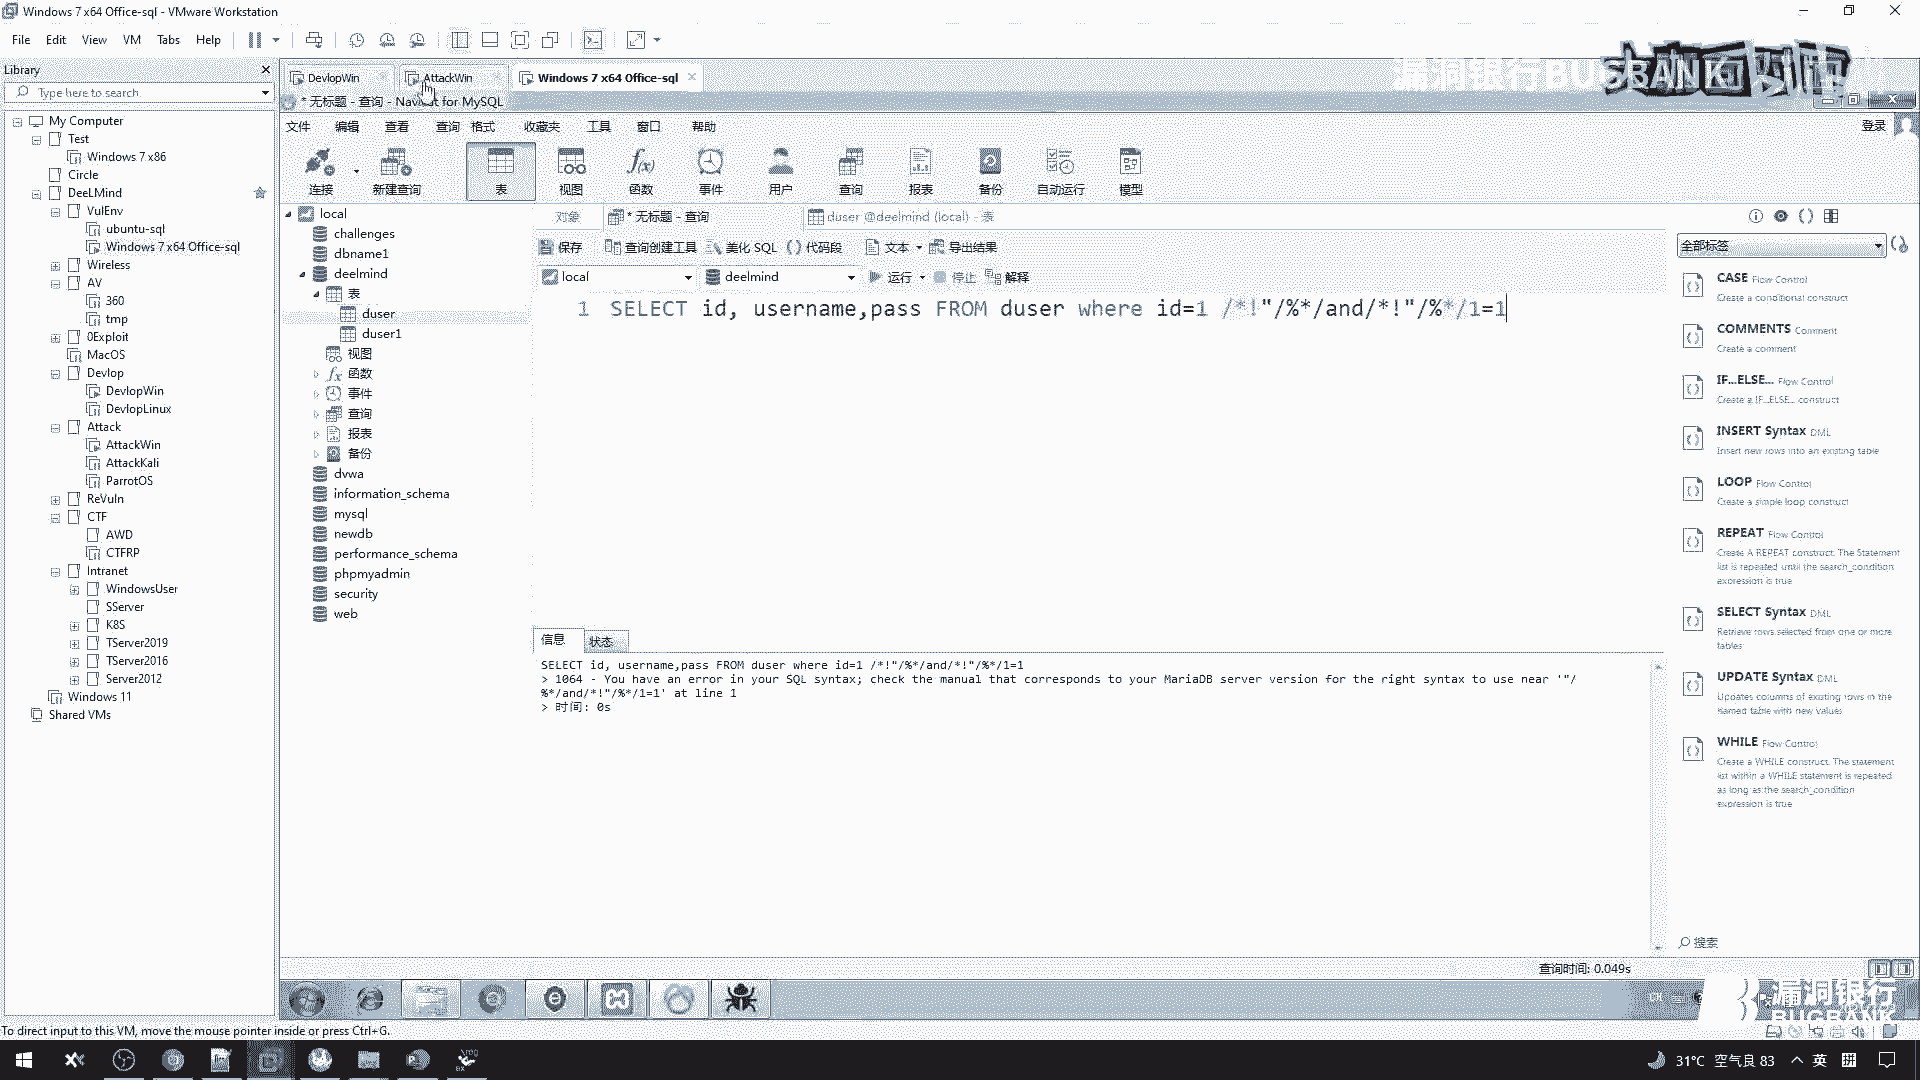 Windows 7 x64 Office-sql - VMware Workstation
File Edit View VM Tabs Help
Library
Type here to search
My Computer
Test
Windows 7 x86
Circle
DeeLMind
VulEnv
ubuntu-sql
Windows 7 x64 Office-sql
Wireless
AV
360
tmp
0Exploit
MacOS
Devlop
DevlopWin
DevlopLinux
Attack
AttackWin
AttackKali
ParrotOS
ReVuln
CTF
AWD
CTFRP
Intranet
WindowsUser
SServer
K8S
TServer2019
TServer2016
Server2012
Windows 11
Shared VMs
DevlopWin AttackWin Windows 7 x64 Office-sql
漏洞银行BUGBANK
* 无标题 - 查询 - Navicat for MySQL
文件 编辑 查看 查询 格式 收藏夹 工具 窗口 帮助 登录
连接 新建查询 表 视图 函数 事件 用户 查询 报表 备份 自动运行 模型
local
challenges
dbname1
deelmind
表
duser
duser1
视图
函数
事件
查询
报表
备份
dvwa
information_schema
mysql
newdb
performance_schema
phpmyadmin
security
web
对象 * 无标题 - 查询 duser @deelmind (local) - 表
保存 查询创建工具 美化 SQL () 代码段 文本 导出结果
local deelmind 运行 停止 解释
1 SELECT id, username,pass FROM duser where id=1 /*!"/%*/and/*!"/%*/1=1
信息 状态
SELECT id, username,pass FROM duser where id=1 /*!"/%*/and/*!"/%*/1=1
> 1064 - You have an error in your SQL syntax; check the manual that corresponds to your MariaDB server version for the right syntax to use near '"/
%*/and/*!"/%*/1=1' at line 1
> 时间: 0s
全部标签
CASE Flow Control
Create a conditional construct
COMMENTS Comment
Create a comment
IF...ELSE... Flow Control
Create a IF...ELSE... construct
INSERT Syntax DML
Insert new rows into an existing table
LOOP Flow Control
Create a simple loop construct
REPEAT Flow Control
Create A REPEAT construct. The Statement
list is repeated until the search_condition
expression is true
SELECT Syntax DML
Retrieve rows selected from one or more
tables
UPDATE Syntax DML
Updates columns of existing rows in the
named table with new values
WHILE Flow Control
Create a WHILE construct. The statement
list within a WHILE statement is repeated
as long as the search_condition
expression is true
搜索
查询时间: 0.049s
CH
漏洞银行
BUGBANK
To direct input to this VM, move the mouse pointer inside or press Ctrl+G.
31°C 空气良 83 英 拼